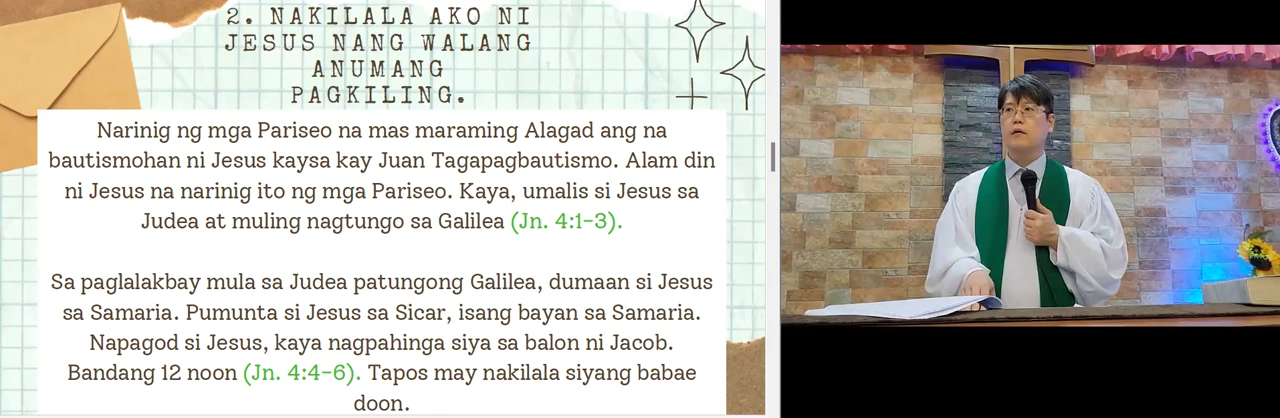 2. NAKILALA AKO NI
JESUS NANG WALANG
ANUMANG
PAGKILING.
Narinig ng mga Pariseo na mas maraming Alagad ang na
bautismohan ni Jesus kaysa kay Juan Tagapagbautismo. Alam din
ni Jesus na narinig ito ng mga Pariseo. Kaya, umalis si Jesus sa
Judea at muling nagtungo sa Galilea (Jn. 4:1-3).
Sa paglalakbay mula sa Judea patungong Galilea, dumaan si Jesus
sa Samaria. Pumunta si Jesus sa Sicar, isang bayan sa Samaria.
Napagod si Jesus, kaya nagpahinga siya sa balon ni Jacob.
Bandang 12 noon (Jn. 4:4-6). Tapos may nakilala siyang babae
doon.